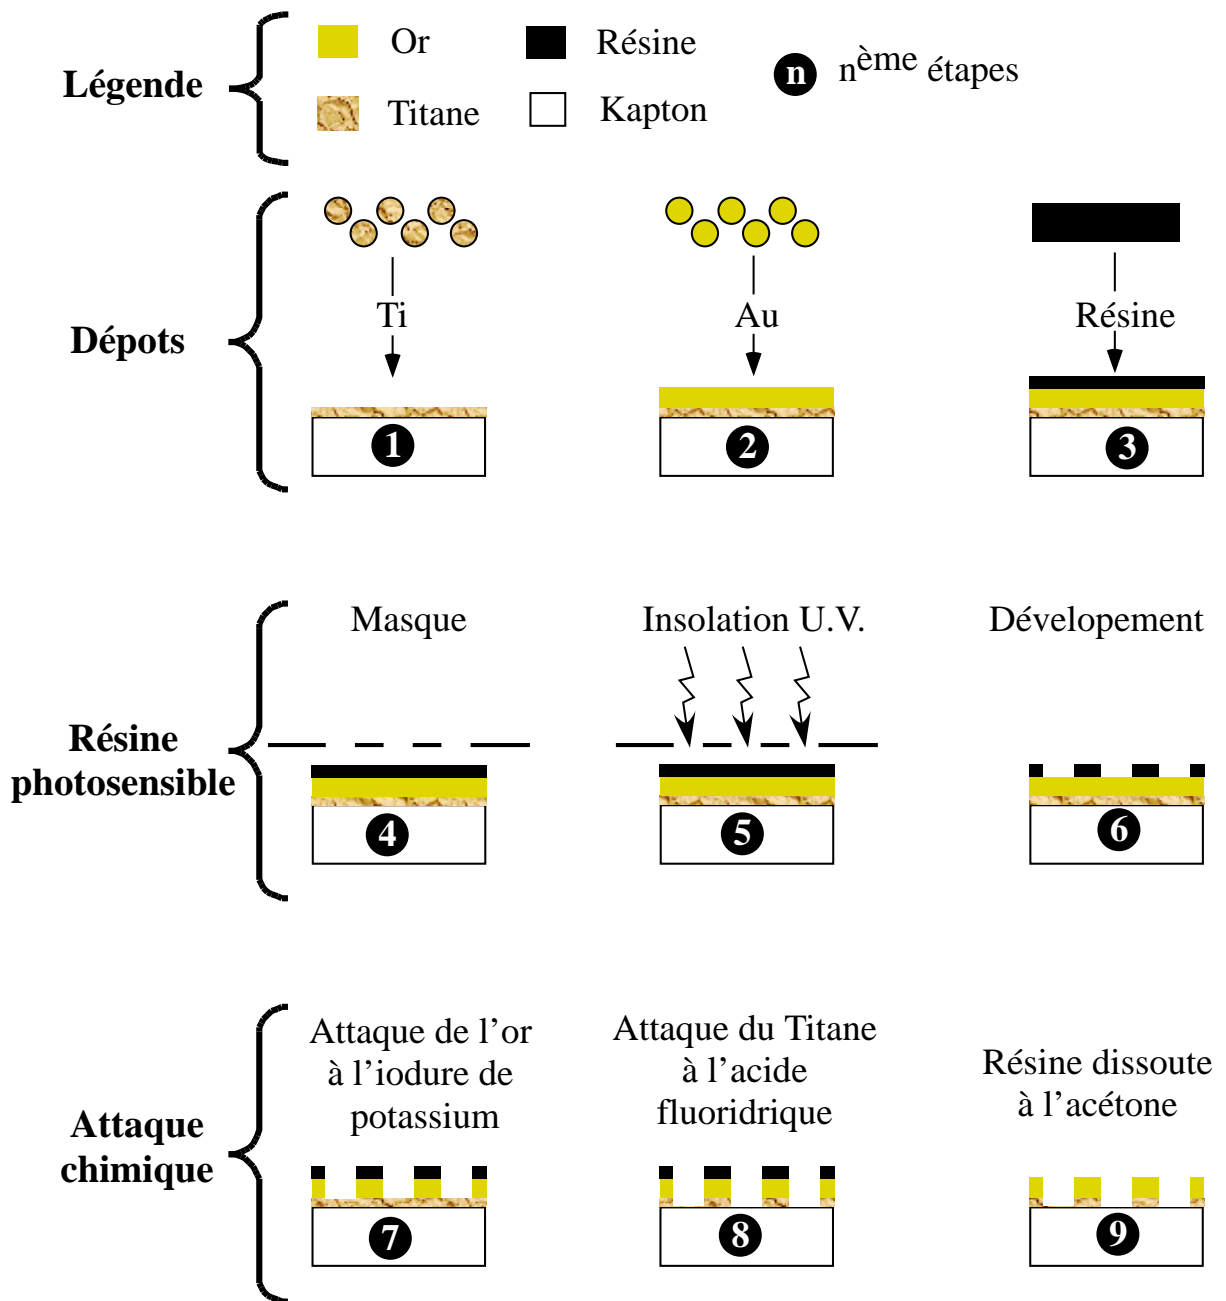 Légende
Or
Résine
Titane
Kapton
n
nème étapes
Dépots
Ti
Au
Résine
1
2
3
Résine
photosensible
Masque
Insolation U.V.
Dévelopement
4
5
6
Attaque
chimique
Attaque de l’or
à l’iodure de
potassium
Attaque du Titane
à l’acide
fluoridrique
Résine dissoute
à l’acétone
7
8
9